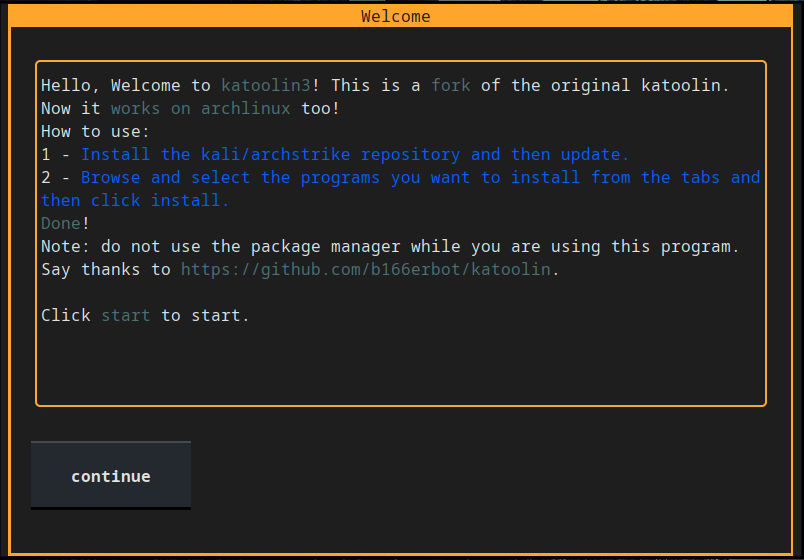 Welcome
Hello, Welcome to katoolin3! This is a fork of the original katoolin.
Now it works on archlinux too!
How to use:
1 - Install the kali/archstrike repository and then update.
2 - Browse and select the programs you want to install from the tabs and
then click install.
Done!
Note: do not use the package manager while you are using this program.
Say thanks to https://github.com/b166erbot/katoolin.
Click start to start.
continue